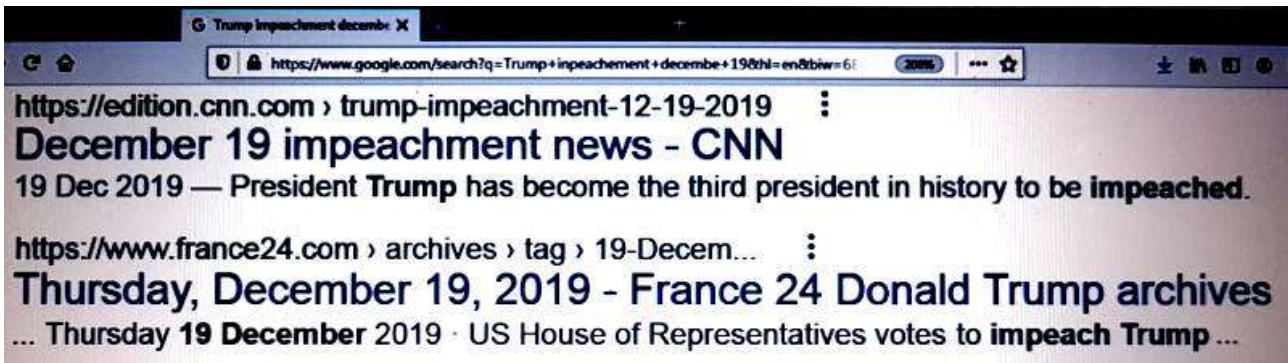 G Trump impeachment decembe X
https://www.google.com/search?q=Trump+inpeachement+decembe+19&hl=en&biw=68 200%
https://edition.cnn.com › trump-impeachment-12-19-2019
December 19 impeachment news - CNN
19 Dec 2019 — President Trump has become the third president in history to be impeached.
https://www.france24.com › archives › tag › 19-Decem...
Thursday, December 19, 2019 - France 24 Donald Trump archives
... Thursday 19 December 2019 · US House of Representatives votes to impeach Trump ...